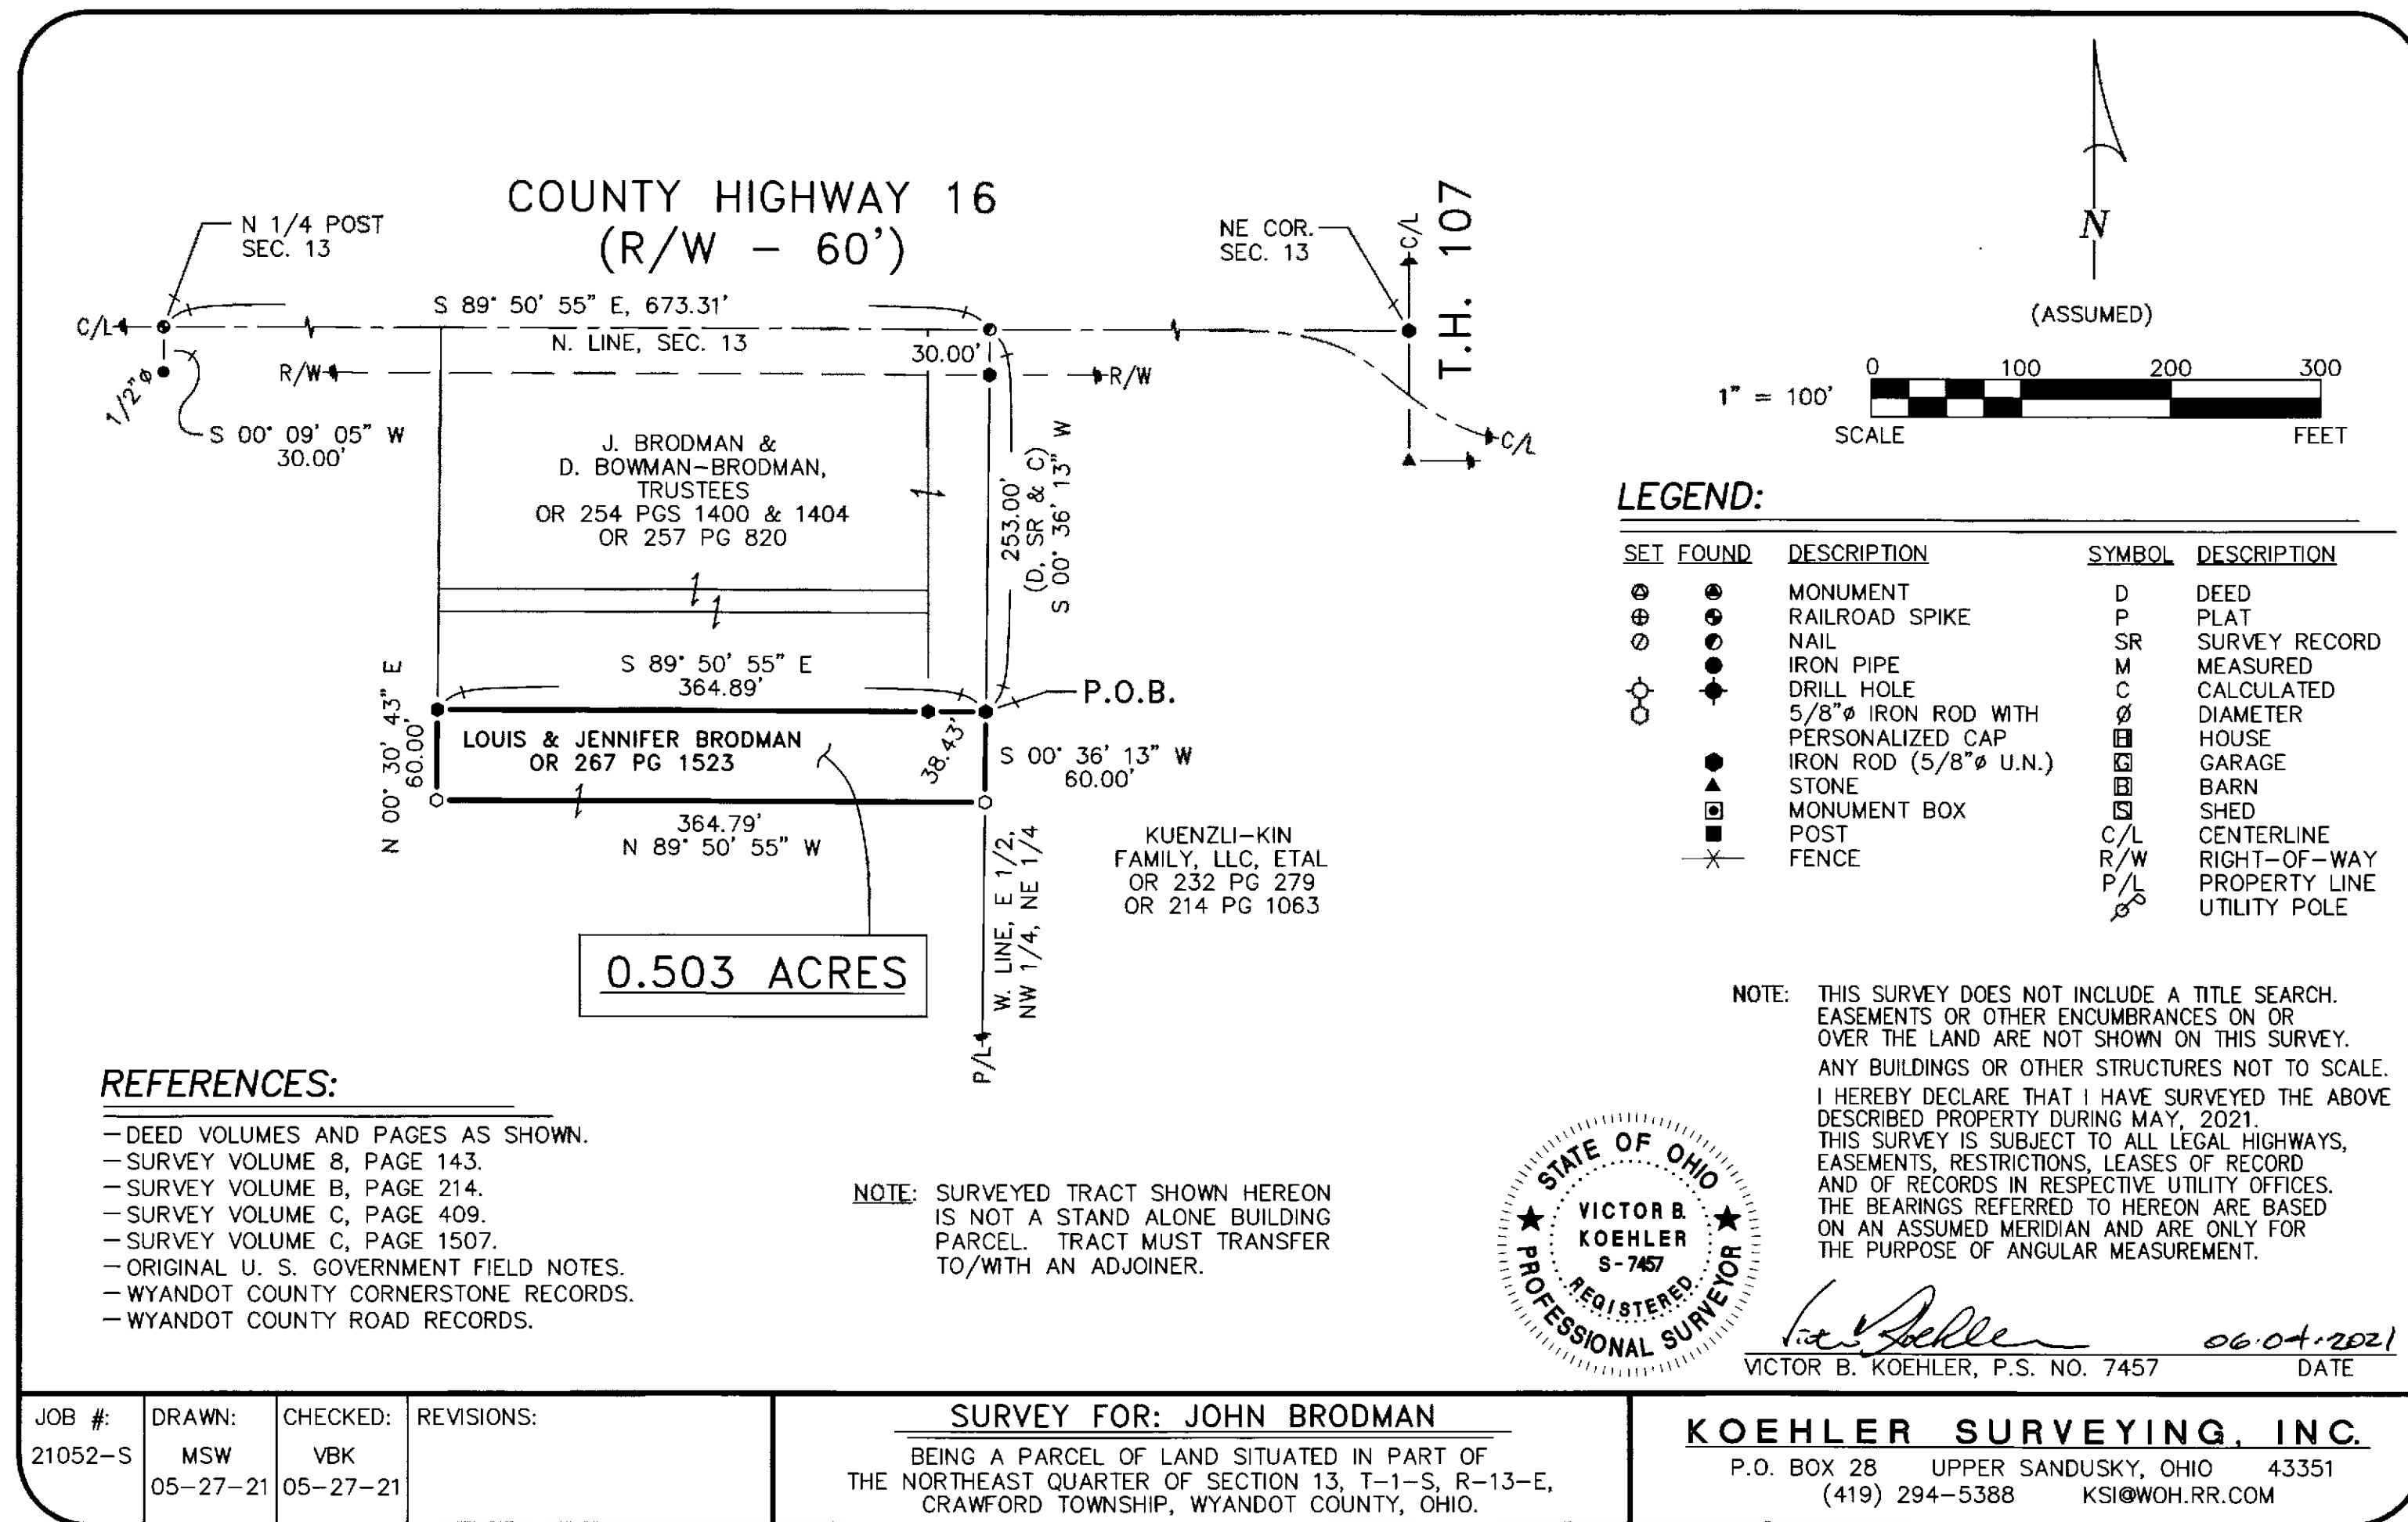 COUNTY HIGHWAY 16
(R/W - 60')
N 1/4 POST
SEC. 13
NE COR.
SEC. 13
C/L
T.H. 107
S 89° 50' 55" E, 673.31'
C/L
N. LINE, SEC. 13
30.00'
R/W
R/W
1/2"ø
S 00° 09' 05" W
30.00'
C/L
J. BRODMAN &
D. BOWMAN-BRODMAN,
TRUSTEES
OR 254 PGS 1400 & 1404
OR 257 PG 820
253.00'
(D, SR & C)
S 00° 36' 13" W
S 89° 50' 55" E
364.89'
P.O.B.
N 00° 30' 43" E
60.00'
LOUIS & JENNIFER BRODMAN
OR 267 PG 1523
38.43'
S 00° 36' 13" W
60.00'
364.79'
N 89° 50' 55" W
KUENZLI-KIN
FAMILY, LLC, ETAL
OR 232 PG 279
OR 214 PG 1063
W. LINE, E 1/2,
NW 1/4, NE 1/4
P/L
0.503 ACRES
N
(ASSUMED)
0 100 200 300
1" = 100'
SCALE FEET
LEGEND:
SET FOUND DESCRIPTION SYMBOL DESCRIPTION
MONUMENT D DEED
RAILROAD SPIKE P PLAT
NAIL SR SURVEY RECORD
IRON PIPE M MEASURED
DRILL HOLE C CALCULATED
5/8"ø IRON ROD WITH Ø DIAMETER
PERSONALIZED CAP H HOUSE
IRON ROD (5/8"ø U.N.) G GARAGE
STONE B BARN
MONUMENT BOX S SHED
POST C/L CENTERLINE
FENCE R/W RIGHT-OF-WAY
P/L PROPERTY LINE
UTILITY POLE
NOTE: THIS SURVEY DOES NOT INCLUDE A TITLE SEARCH.
EASEMENTS OR OTHER ENCUMBRANCES ON OR
OVER THE LAND ARE NOT SHOWN ON THIS SURVEY.
ANY BUILDINGS OR OTHER STRUCTURES NOT TO SCALE.
I HEREBY DECLARE THAT I HAVE SURVEYED THE ABOVE
DESCRIBED PROPERTY DURING MAY, 2021.
THIS SURVEY IS SUBJECT TO ALL LEGAL HIGHWAYS,
EASEMENTS, RESTRICTIONS, LEASES OF RECORD
AND OF RECORDS IN RESPECTIVE UTILITY OFFICES.
THE BEARINGS REFERRED TO HEREON ARE BASED
ON AN ASSUMED MERIDIAN AND ARE ONLY FOR
THE PURPOSE OF ANGULAR MEASUREMENT.
REFERENCES:
-DEED VOLUMES AND PAGES AS SHOWN.
-SURVEY VOLUME 8, PAGE 143.
-SURVEY VOLUME B, PAGE 214.
-SURVEY VOLUME C, PAGE 409.
-SURVEY VOLUME C, PAGE 1507.
-ORIGINAL U. S. GOVERNMENT FIELD NOTES.
-WYANDOT COUNTY CORNERSTONE RECORDS.
-WYANDOT COUNTY ROAD RECORDS.
NOTE: SURVEYED TRACT SHOWN HEREON
IS NOT A STAND ALONE BUILDING
PARCEL. TRACT MUST TRANSFER
TO/WITH AN ADJOINER.
STATE OF OHIO
VICTOR B.
KOEHLER
S-7457
REGISTERED
PROFESSIONAL SURVEYOR
Victor B Koehler 06.04.2021
VICTOR B. KOEHLER, P.S. NO. 7457 DATE
JOB #: DRAWN: CHECKED: REVISIONS:
21052-S MSW VBK
05-27-21 05-27-21
SURVEY FOR: JOHN BRODMAN
BEING A PARCEL OF LAND SITUATED IN PART OF
THE NORTHEAST QUARTER OF SECTION 13, T-1-S, R-13-E,
CRAWFORD TOWNSHIP, WYANDOT COUNTY, OHIO.
KOEHLER SURVEYING, INC.
P.O. BOX 28 UPPER SANDUSKY, OHIO 43351
(419) 294-5388 KSI@WOH.RR.COM